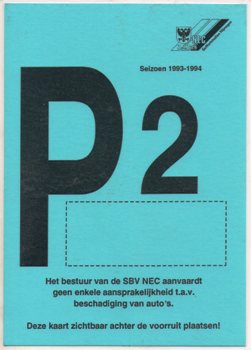 NEC
Seizoen 1993-1994
P2
Het bestuur van de SBV NEC aanvaardt
geen enkele aansprakelijkheid t.a.v.
beschadiging van auto's.
Deze kaart zichtbaar achter de voorruit plaatsen!